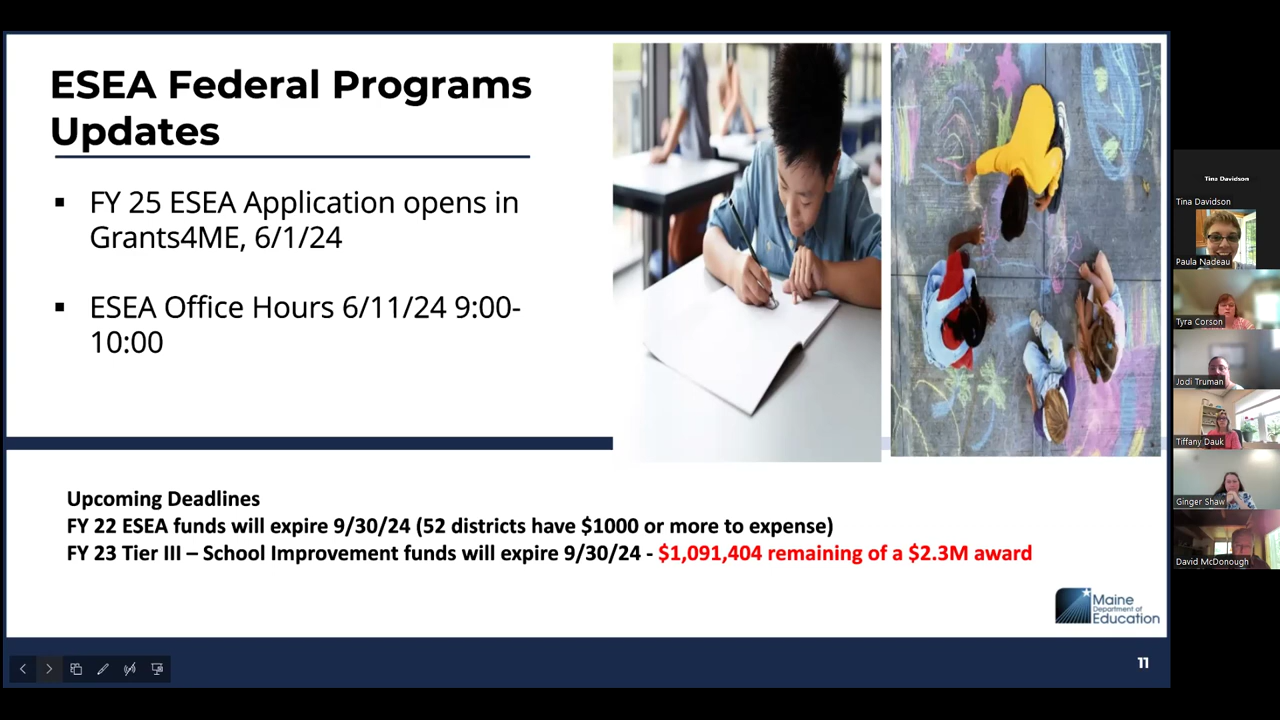 ESEA Federal Programs
Updates
▪ FY 25 ESEA Application opens in
Grants4ME, 6/1/24
▪ ESEA Office Hours 6/11/24 9:00-
10:00
Upcoming Deadlines
FY 22 ESEA funds will expire 9/30/24 (52 districts have $1000 or more to expense)
FY 23 Tier III – School Improvement funds will expire 9/30/24 - $1,091,404 remaining of a $2.3M award
Maine
Department of
Education
11
Tina Davidson
Tina Davidson
Paula Nadeau
Tyra Corson
Jodi Truman
Tiffany Dauk
Ginger Shaw
David McDonough